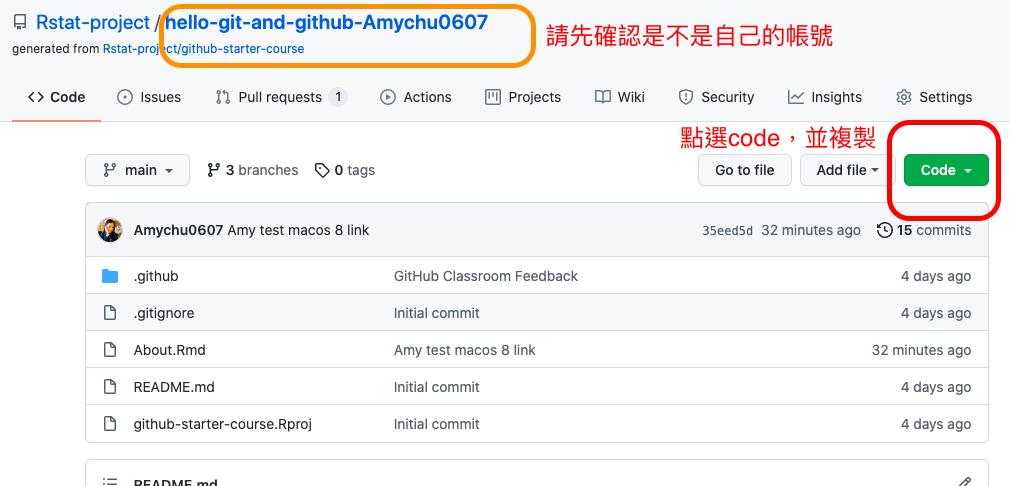 Rstat-project / hello-git-and-github-Amychu0607
請先確認是不是自己的帳號
generated from Rstat-project/github-starter-course
Code Issues Pull requests 1 Actions Projects Wiki Security Insights Settings
點選code，並複製
main 3 branches 0 tags Go to file Add file Code
Amychu0607 Amy test macos 8 link 35eed5d 32 minutes ago 15 commits
.github GitHub Classroom Feedback 4 days ago
.gitignore Initial commit 4 days ago
About.Rmd Amy test macos 8 link 32 minutes ago
README.md Initial commit 4 days ago
github-starter-course.Rproj Initial commit 4 days ago
README.md